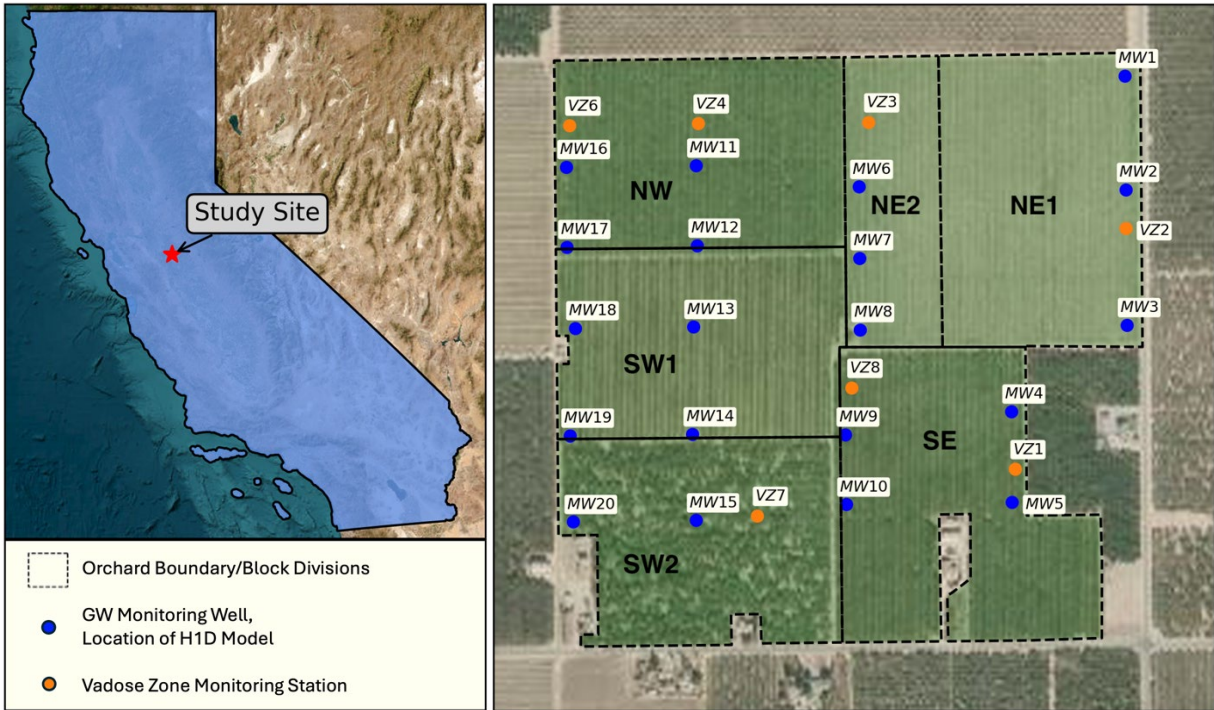 Study Site
Orchard Boundary/Block Divisions
GW Monitoring Well,
Location of H1D Model
Vadose Zone Monitoring Station
MW1
VZ6
VZ4
VZ3
MW16
MW11
MW6
MW2
NW
NE2
NE1
VZ2
MW17
MW12
MW7
MW18
MW13
MW8
MW3
SW1
VZ8
MW4
MW19
MW14
MW9
SE
VZ1
MW20
MW15
VZ7
MW10
MW5
SW2